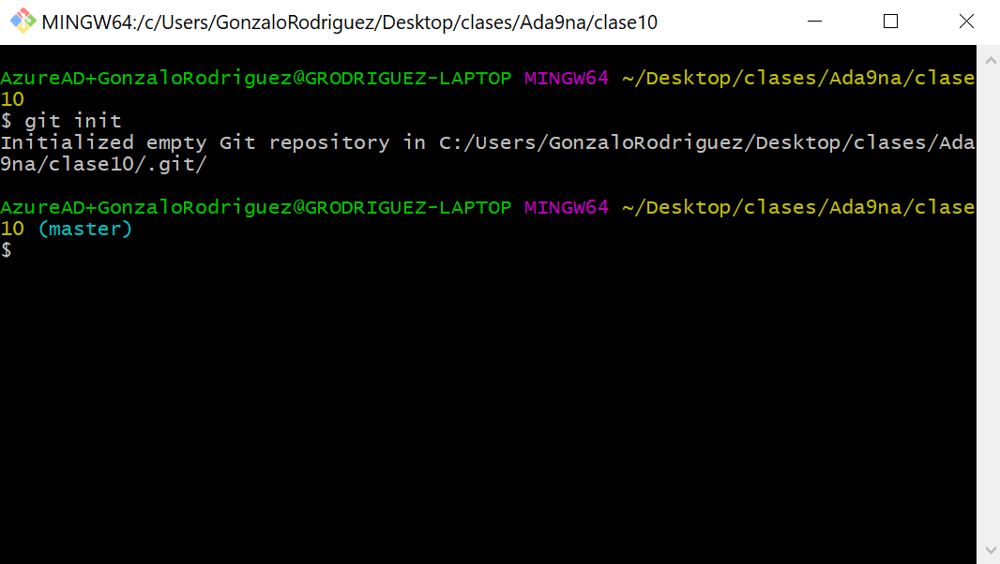 MINGW64:/c/Users/GonzaloRodriguez/Desktop/clases/Ada9na/clase10
AzureAD+GonzaloRodriguez@GRODRIGUEZ-LAPTOP MINGW64 ~/Desktop/clases/Ada9na/clase
10
$ git init
Initialized empty Git repository in C:/Users/GonzaloRodriguez/Desktop/clases/Ada
9na/clase10/.git/
AzureAD+GonzaloRodriguez@GRODRIGUEZ-LAPTOP MINGW64 ~/Desktop/clases/Ada9na/clase
10 (master)
$